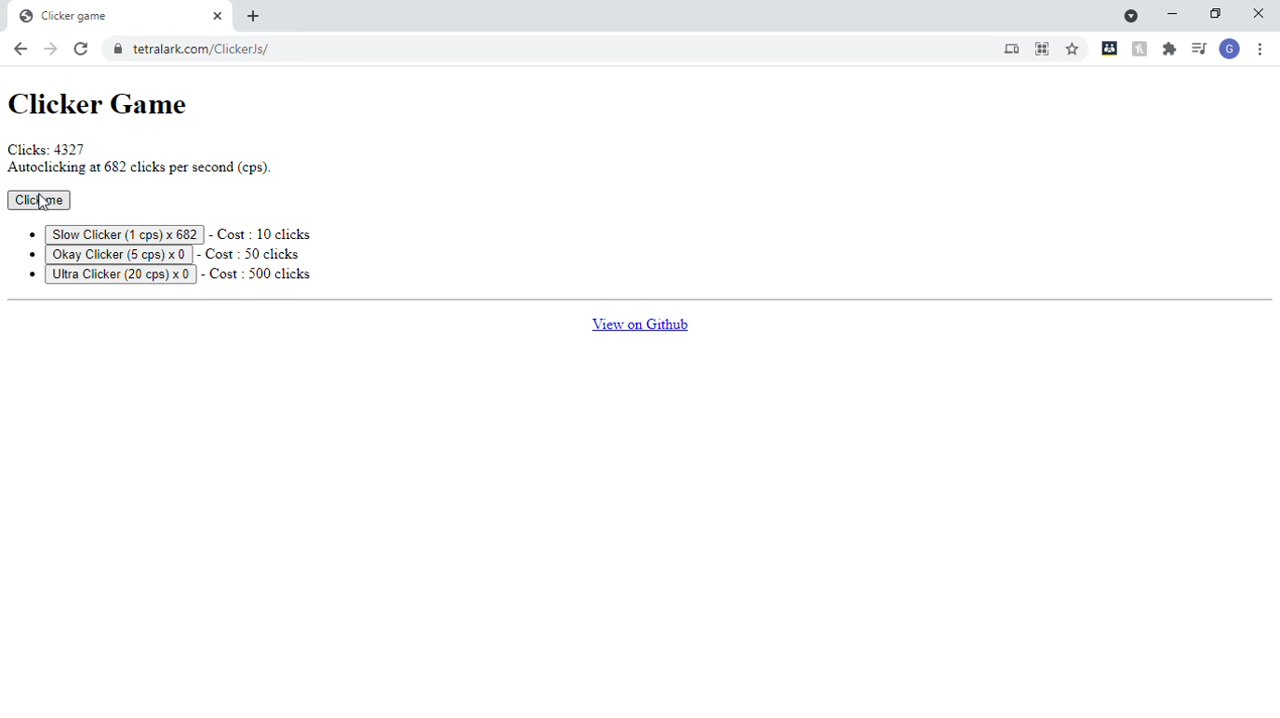 Clicker game
tetralark.com/ClickerJs/
G
Clicker Game
Clicks: 4327
Autoclicking at 682 clicks per second (cps).
Click me
Slow Clicker (1 cps) x 682 - Cost : 10 clicks
Okay Clicker (5 cps) x 0 - Cost : 50 clicks
Ultra Clicker (20 cps) x 0 - Cost : 500 clicks
View on Github